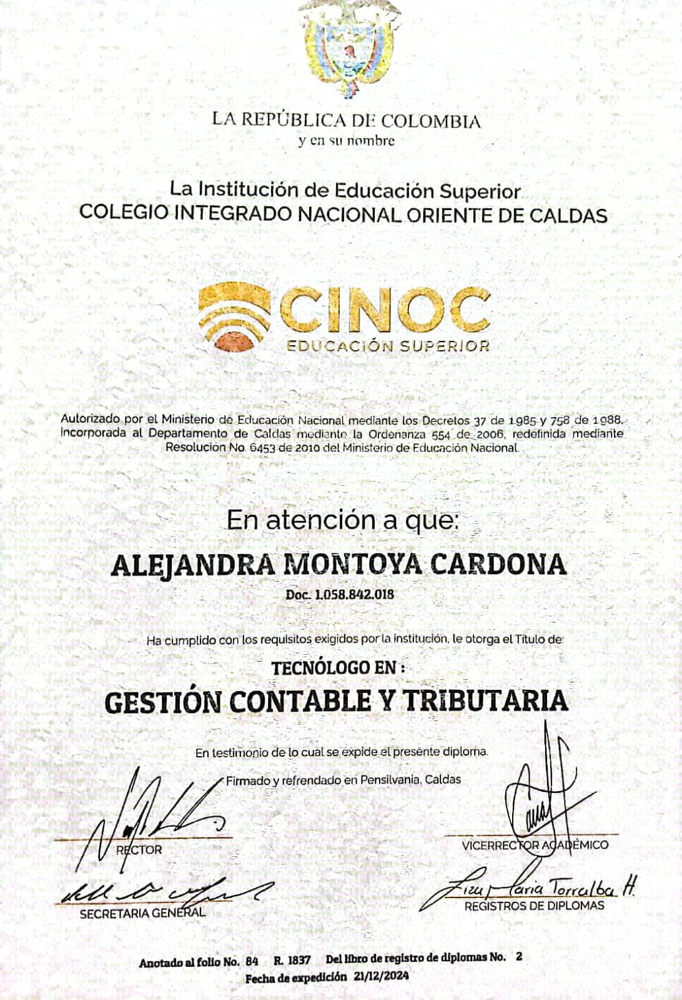 LA REPÚBLICA DE COLOMBIA
y en su nombre
La Institución de Educación Superior
COLEGIO INTEGRADO NACIONAL ORIENTE DE CALDAS
CINOC
EDUCACIÓN SUPERIOR
Autorizado por el Ministerio de Educación Nacional mediante los Decretos 37 de 1.985 y 758 de 1988,
incorporada al Departamento de Caldas mediante la Ordenanza 554 de 2006, redefinida mediante
Resolución No. 6453 de 2010 del Ministerio de Educación Nacional.
En atención a que:
ALEJANDRA MONTOYA CARDONA
Doc. 1.058.842.018
Ha cumplido con los requisitos exigidos por la institución, le otorga el Título de:
TECNÓLOGO EN :
GESTIÓN CONTABLE Y TRIBUTARIA
En testimonio de lo cual se expide el presente diploma.
Firmado y refrendado en Pensilvania, Caldas
RECTOR
VICERRECTOR ACADÉMICO
Maria Torralba H.
SECRETARIA GENERAL
REGISTROS DE DIPLOMAS
Anotado al folio No. 84 R. 1837 Del libro de registro de diplomas No. 2
Fecha de expedición 21/12/2024